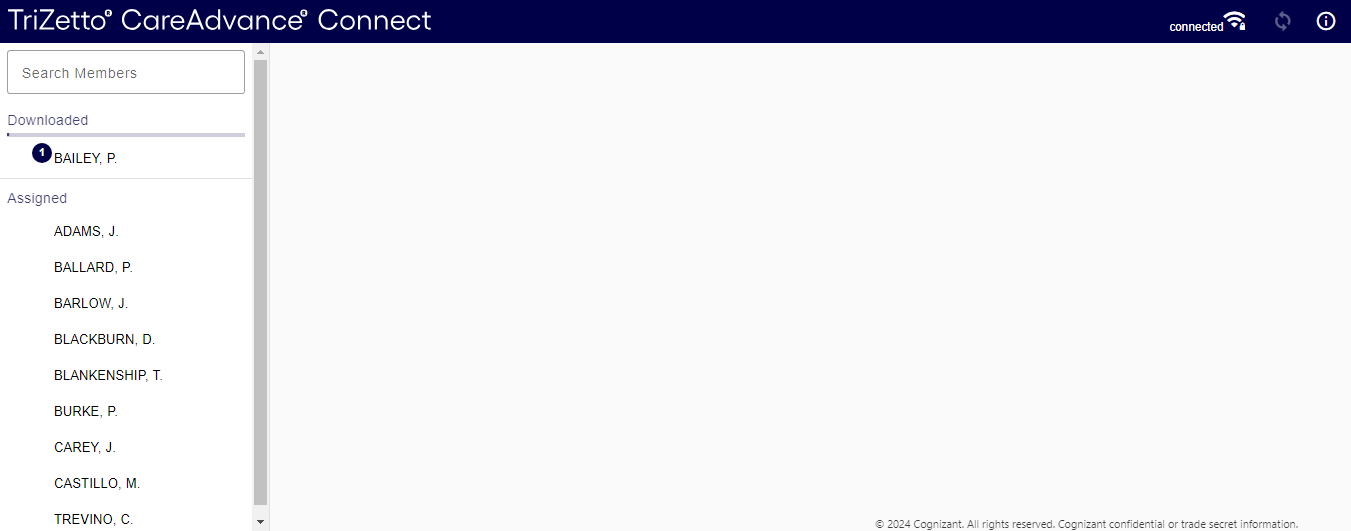 TriZetto® CareAdvance® Connect
connected
Search Members
Downloaded
1
BAILEY, P.
Assigned
ADAMS, J.
BALLARD, P.
BARLOW, J.
BLACKBURN, D.
BLANKENSHIP, T.
BURKE, P.
CAREY, J.
CASTILLO, M.
TREVINO, C.
© 2024 Cognizant. All rights reserved. Cognizant confidential or trade secret information.